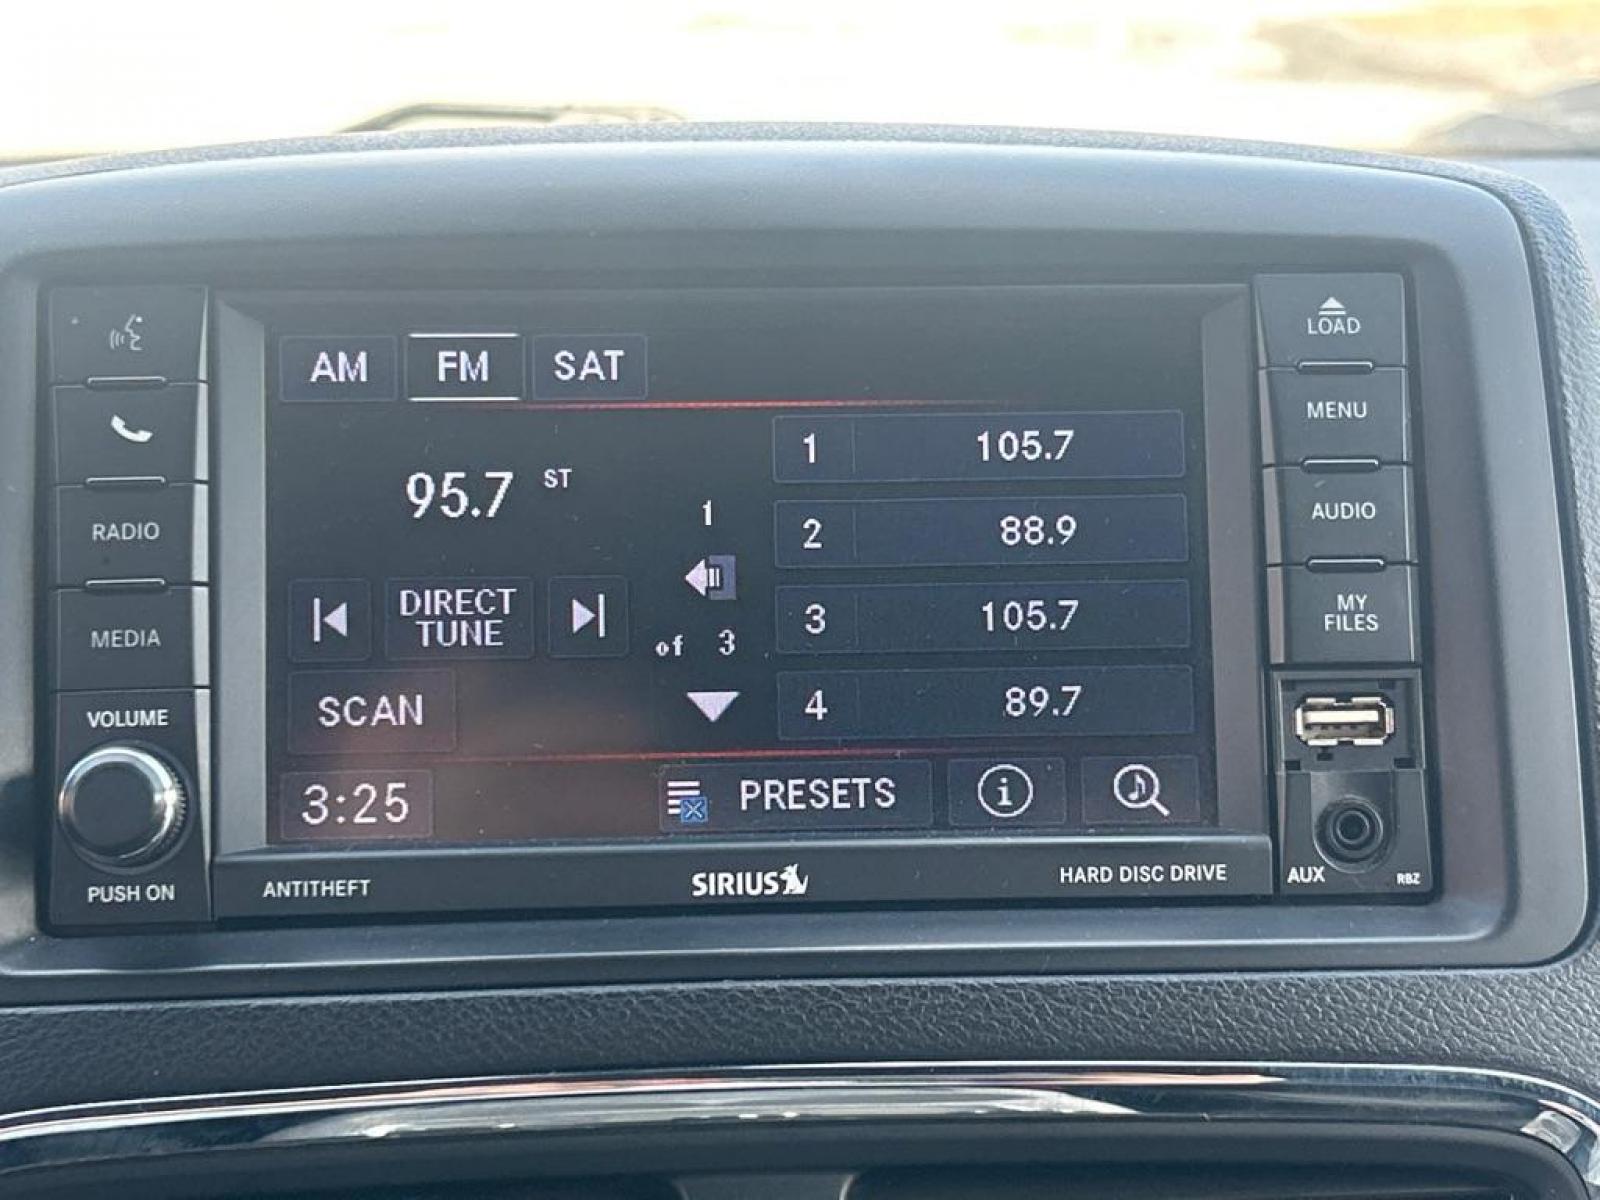 AM FM SAT
95.7 ST
1
of 3
DIRECT
TUNE
SCAN
3:25
1 105.7
2 88.9
3 105.7
4 89.7
PRESETS
i
RADIO
MEDIA
VOLUME
PUSH ON
ANTITHEFT
SIRIUS
HARD DISC DRIVE
LOAD
MENU
AUDIO
MY
FILES
AUX
RBZ